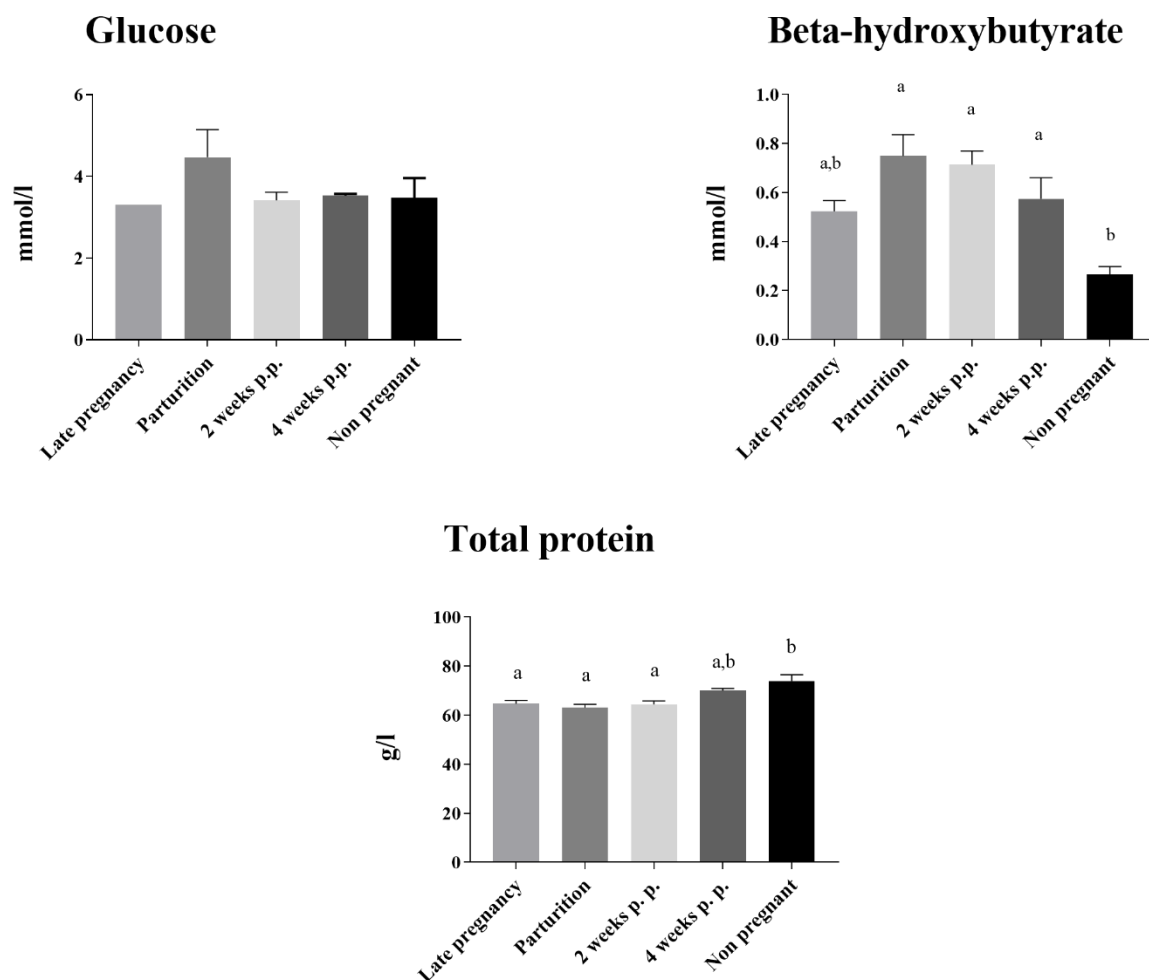 Glucose
6
4
2
0
mmol/l
Late pregnancy
Parturition
2 weeks p.p.
4 weeks p.p.
Non pregnant
Beta-hydroxybutyrate
1.0
0.8
0.6
0.4
0.2
0.0
mmol/l
a,b
a
a
a
b
Late pregnancy
Parturition
2 weeks p.p.
4 weeks p.p.
Non pregnant
Total protein
100
80
60
40
20
0
g/l
a
a
a
a,b
b
Late pregnancy
Parturition
2 weeks p. p.
4 weeks p. p.
Non pregnant